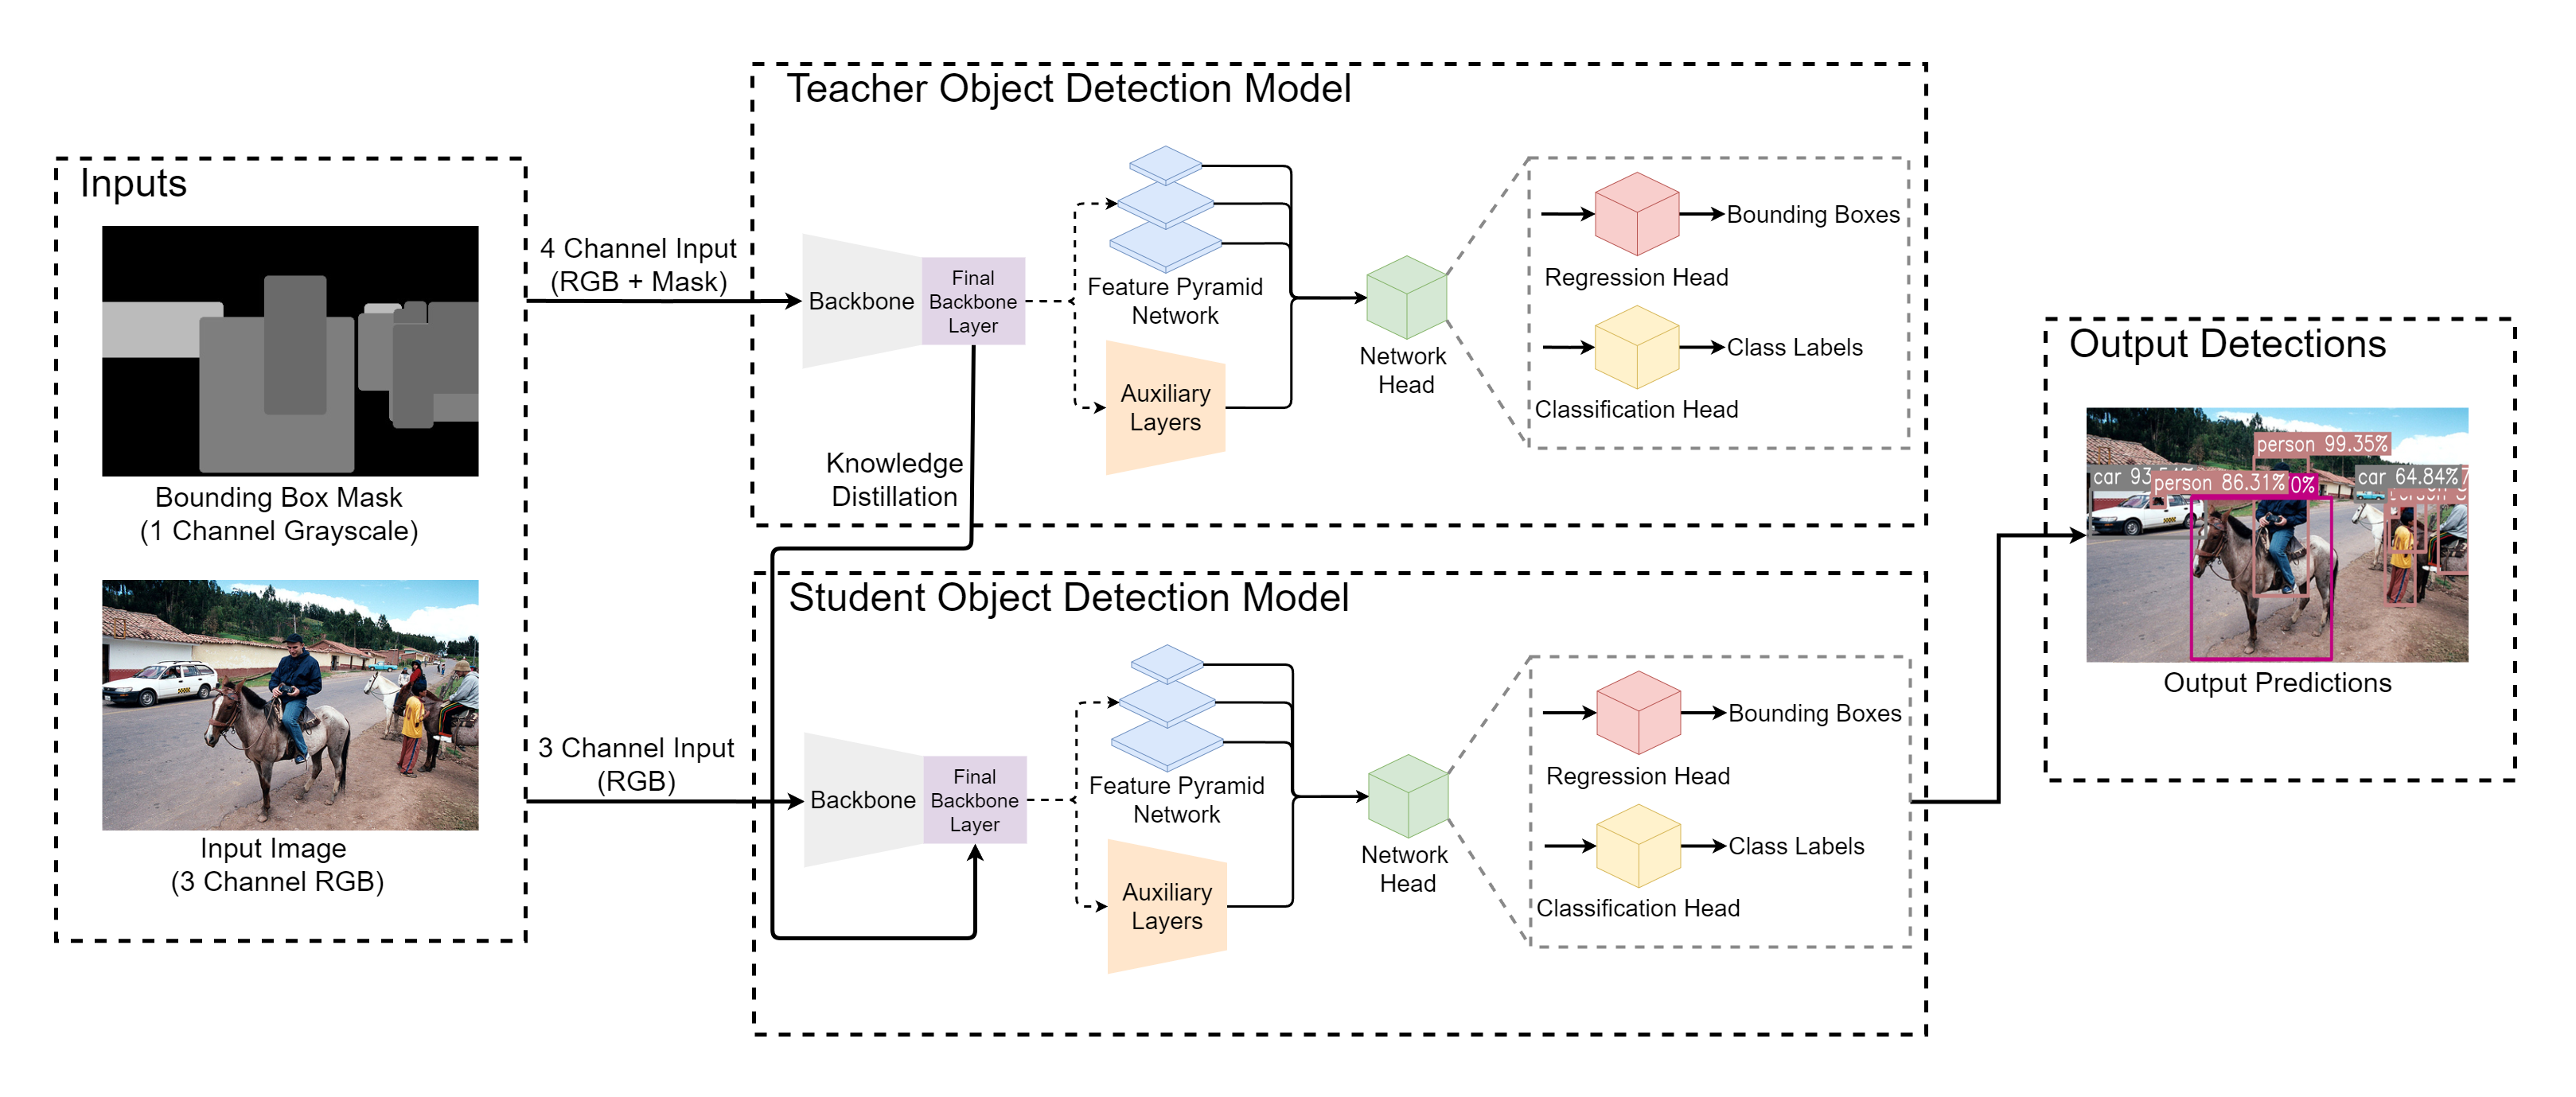 Inputs
Bounding Box Mask
(1 Channel Grayscale)
Input Image
(3 Channel RGB)
4 Channel Input
(RGB + Mask)
3 Channel Input
(RGB)
Teacher Object Detection Model
Backbone
Final
Backbone
Layer
Feature Pyramid
Network
Auxiliary
Layers
Network
Head
Bounding Boxes
Regression Head
Class Labels
Classification Head
Knowledge
Distillation
Student Object Detection Model
Backbone
Final
Backbone
Layer
Feature Pyramid
Network
Auxiliary
Layers
Network
Head
Bounding Boxes
Regression Head
Class Labels
Classification Head
Output Detections
person 99.35%
car 93
person 86.31%
0%
car 64.84%
Output Predictions